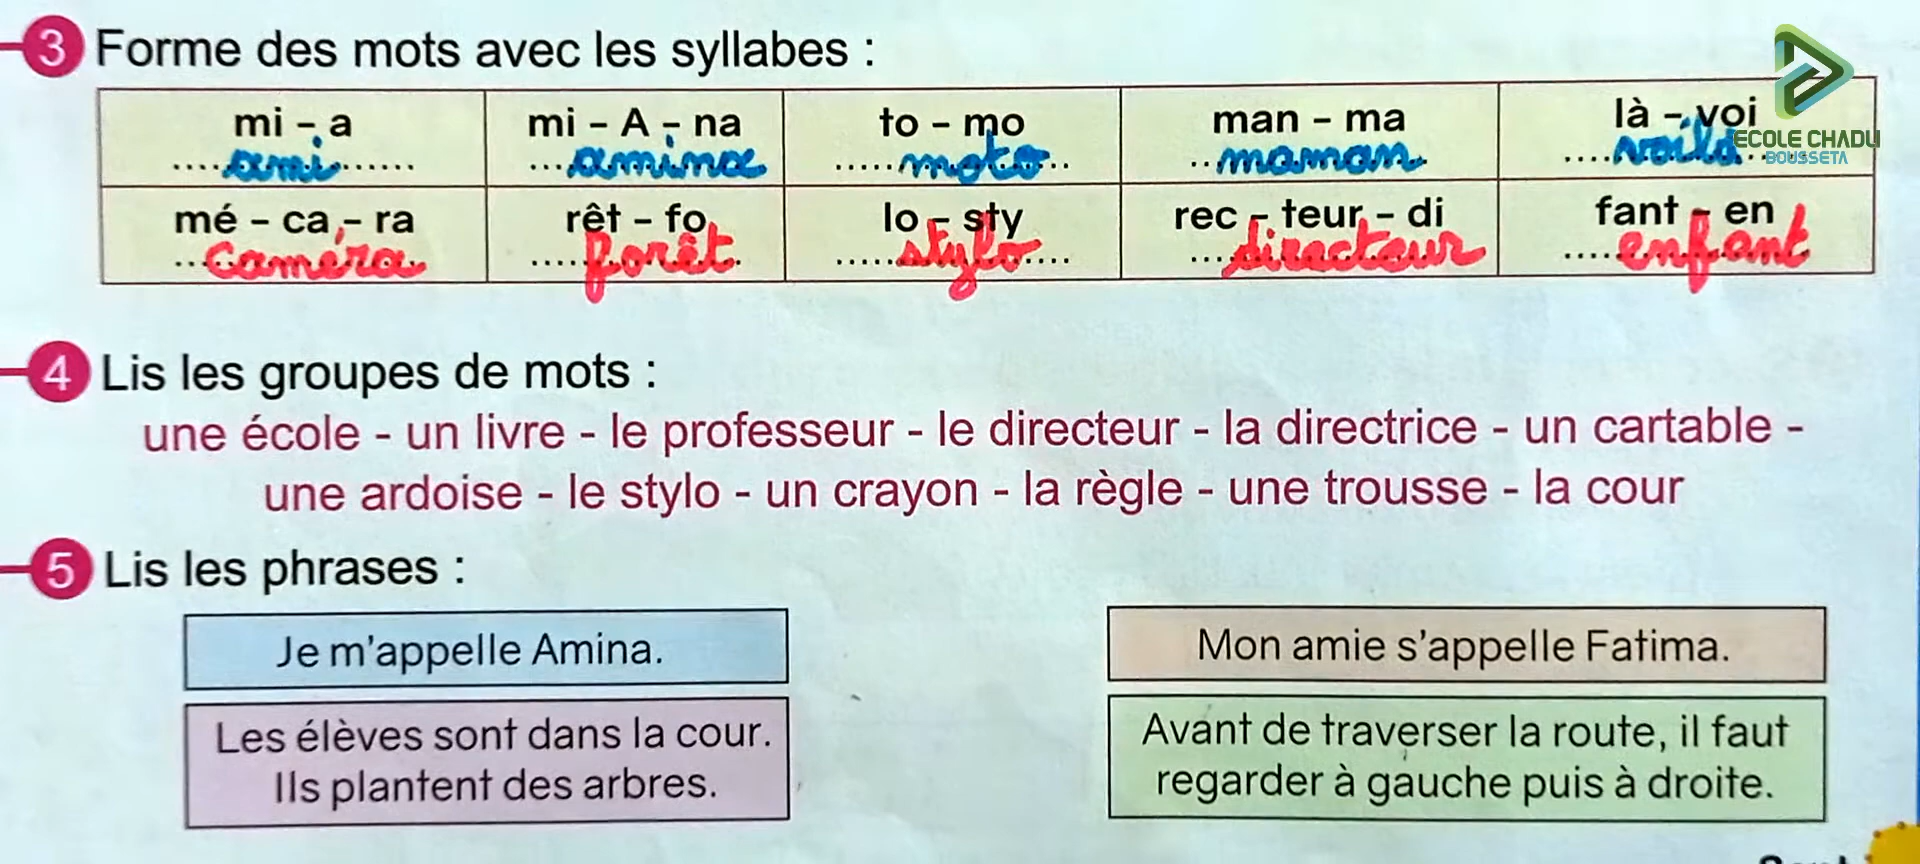 3 Forme des mots avec les syllabes :
mi - a
ami
mi - A - na
amina
to - mo
moto
man - ma
maman
là - voi
voilà
mé - ca - ra
caméra
rêt - fo
forêt
lo - sty
stylo
rec - teur - di
directeur
fant - en
enfant
ECOLE CHADLI
BOUSSETA
4 Lis les groupes de mots :
une école - un livre - le professeur - le directeur - la directrice - un cartable -
une ardoise - le stylo - un crayon - la règle - une trousse - la cour
5 Lis les phrases :
Je m'appelle Amina.
Mon amie s'appelle Fatima.
Les élèves sont dans la cour.
Ils plantent des arbres.
Avant de traverser la route, il faut
regarder à gauche puis à droite.